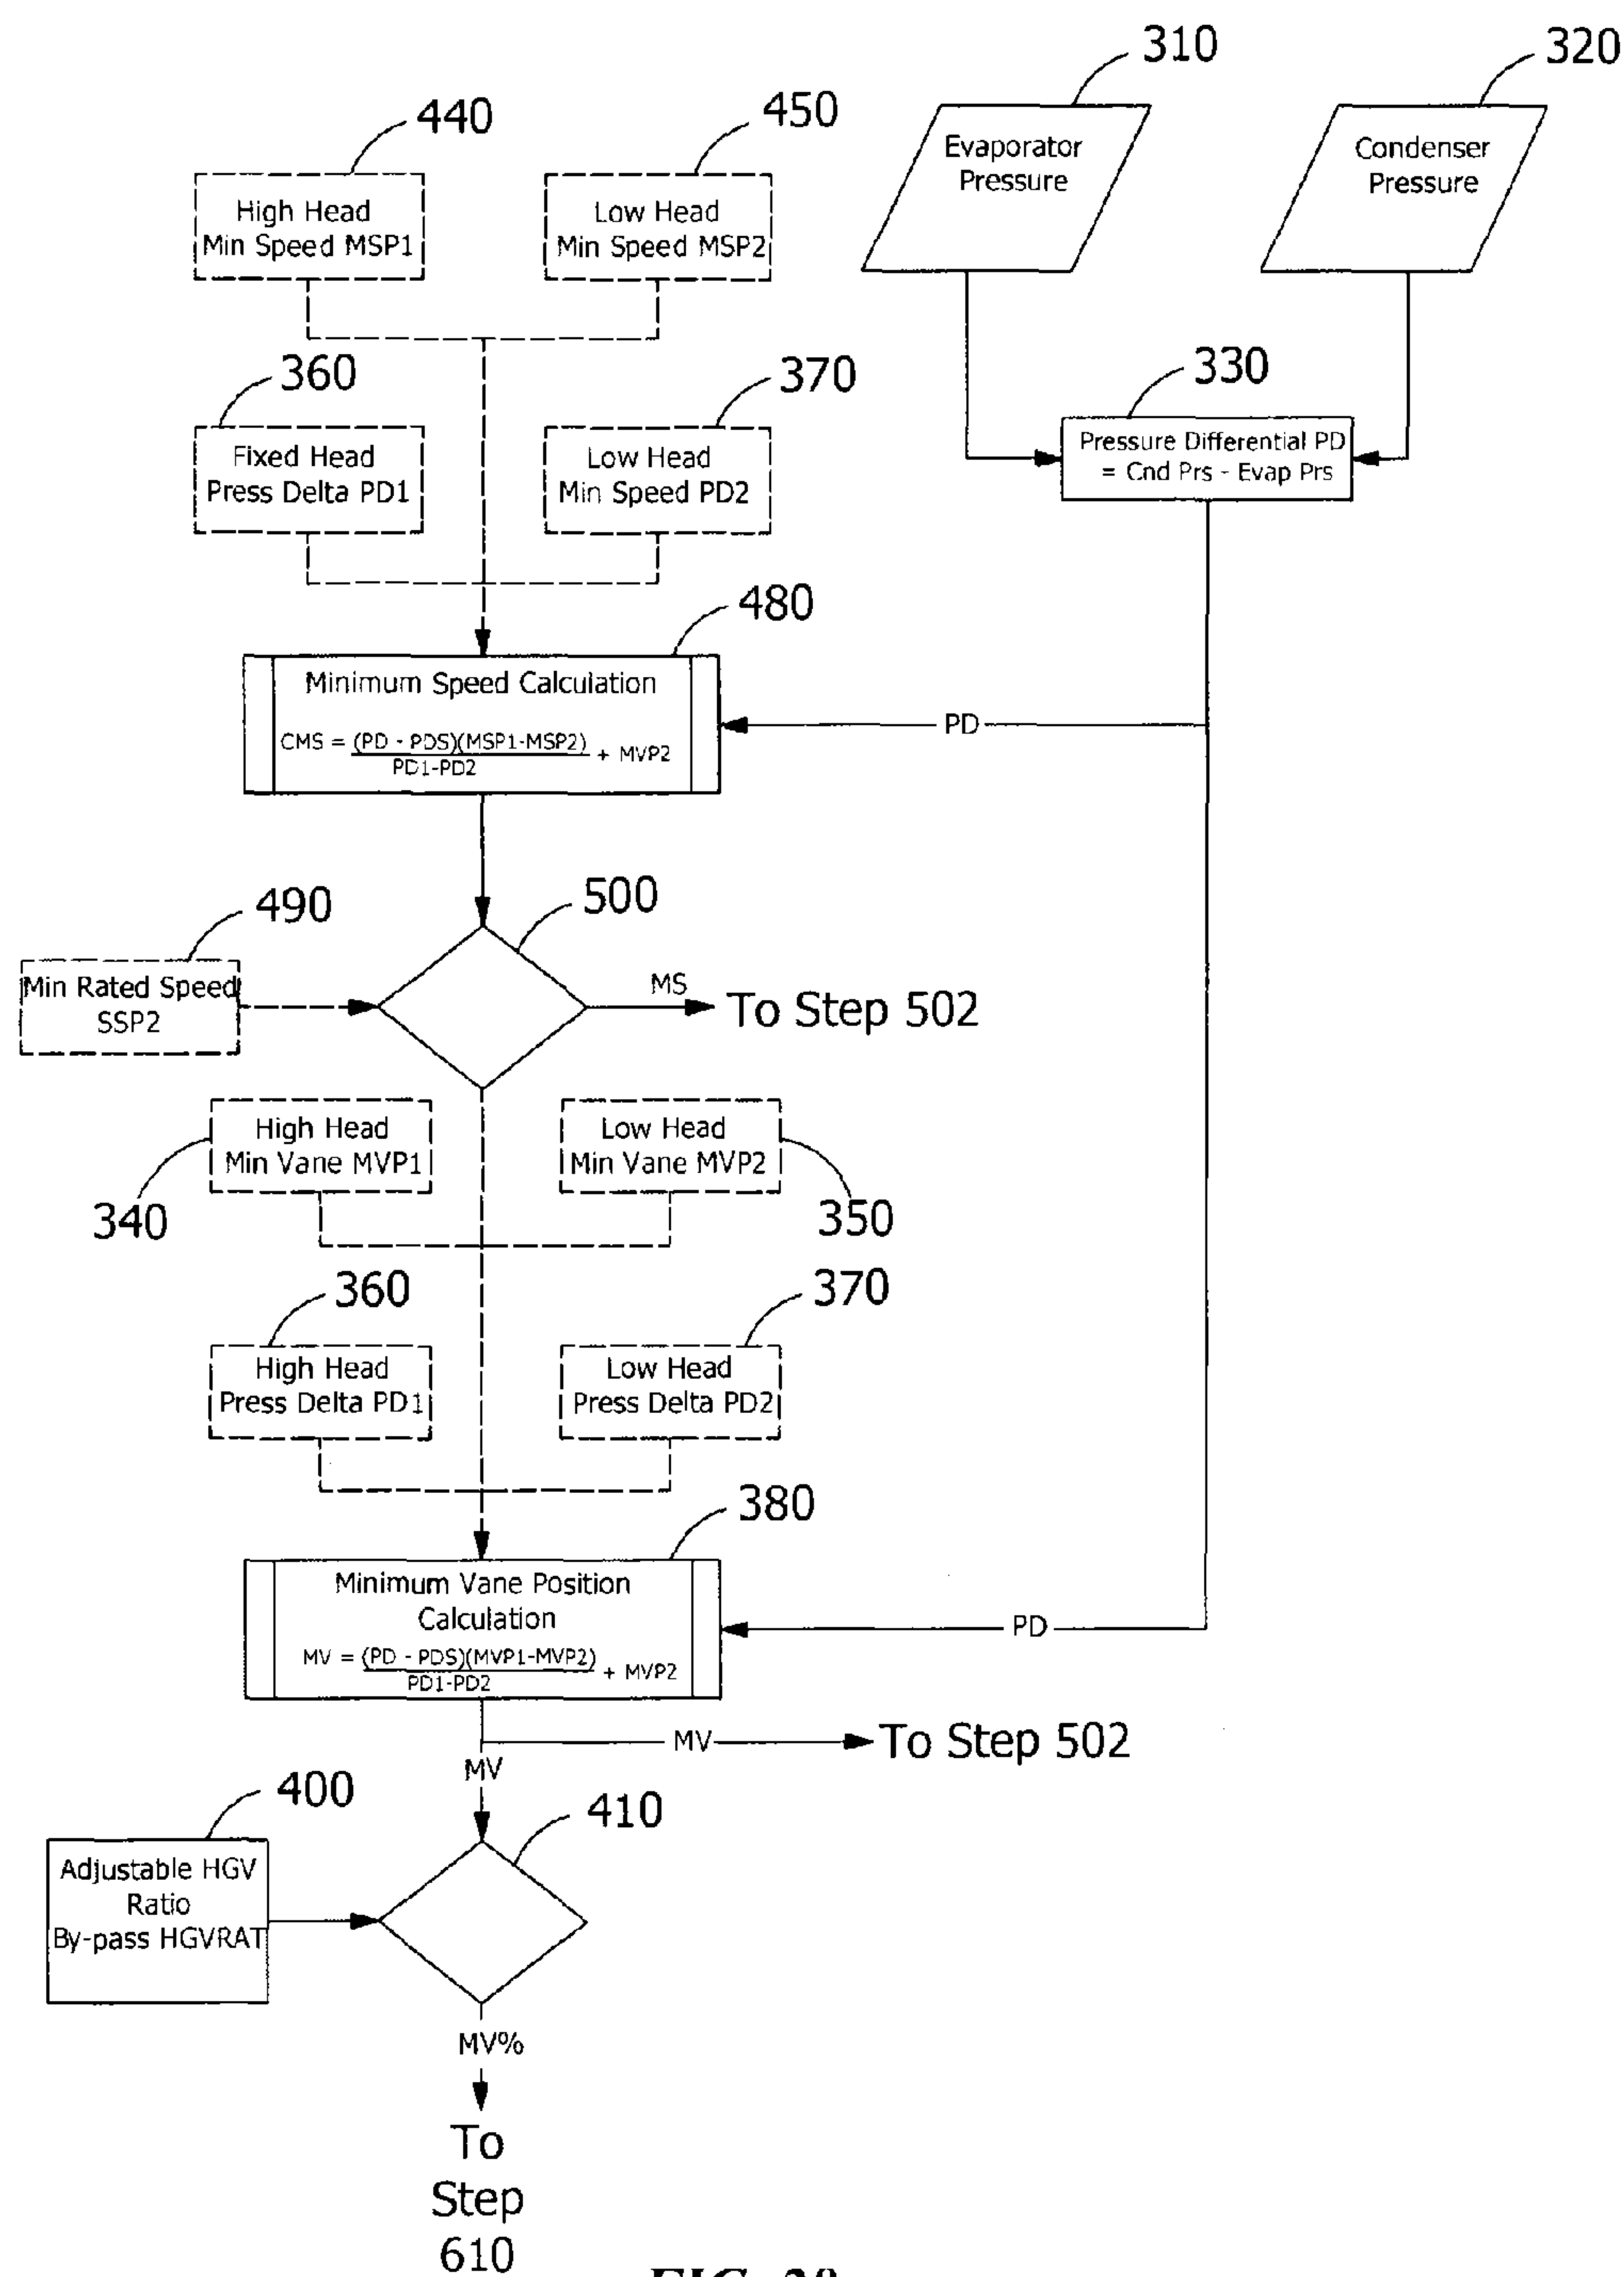 310
320
440
450
Evaporator
Pressure
Condenser
Pressure
High Head
Min Speed MSP1
Low Head
Min Speed MSP2
360
370
330
Fixed Head
Press Delta PD1
Low Head
Min Speed PD2
Pressure Differential PD
= Cnd Prs - Evap Prs
480
Minimum Speed Calculation
CMS = (PD - PDS)(MSP1-MSP2)
PD1-PD2
+ MVP2
PD
490
500
Min Rated Speed
SSP2
MS
To Step 502
High Head
Min Vane MVP1
Low Head
Min Vane MVP2
340
350
360
370
High Head
Press Delta PD1
Low Head
Press Delta PD2
380
Minimum Vane Position
Calculation
MV = (PD - PDS)(MVP1-MVP2)
PD1-PD2
+ MVP2
PD
MV
To Step 502
MV
400
410
Adjustable HGV
Ratio
By-pass HGVRAT
MV%
To
Step
610